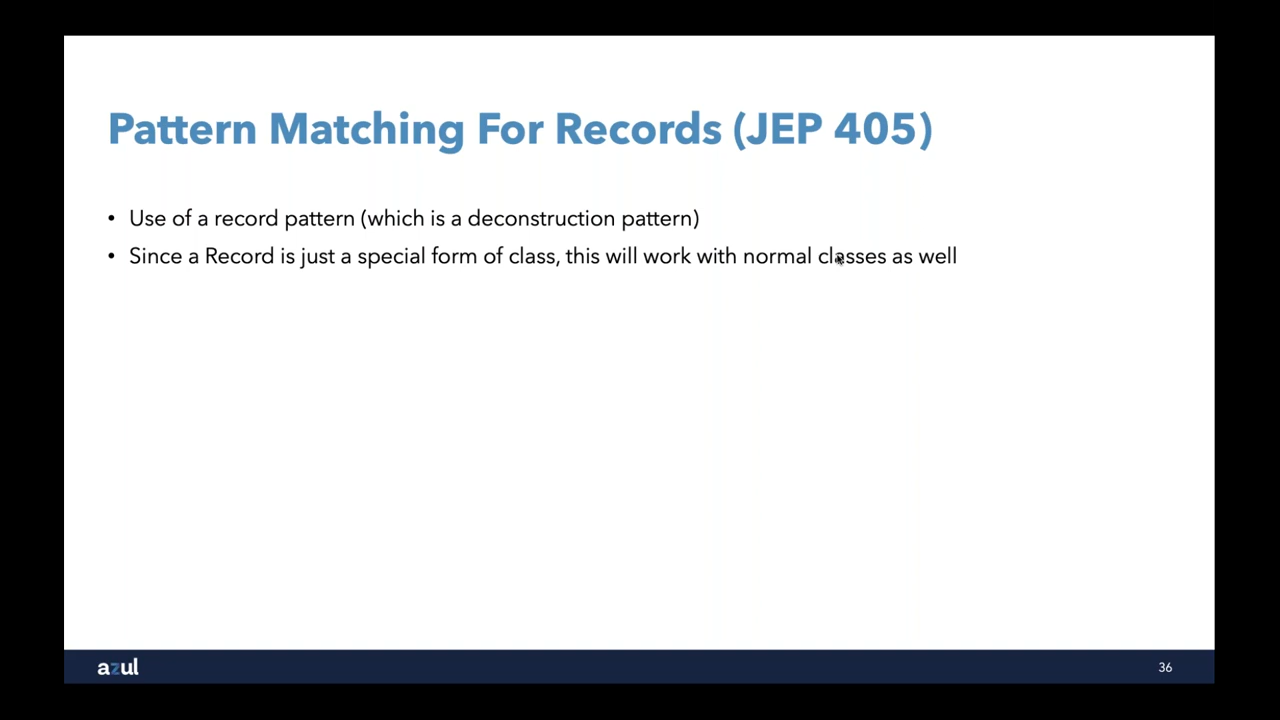 Pattern Matching For Records (JEP 405)
• Use of a record pattern (which is a deconstruction pattern)
• Since a Record is just a special form of class, this will work with normal classes as well
azul
36